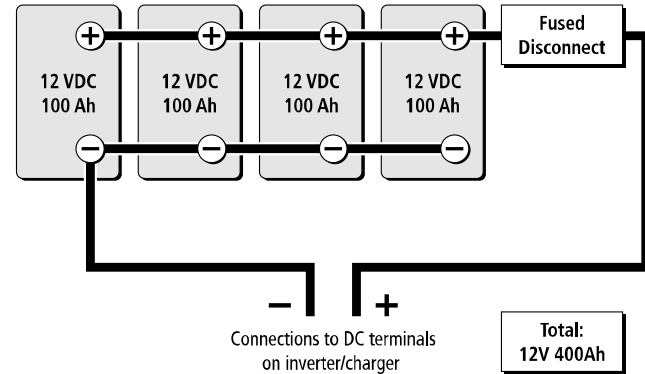 + + + +
Fused
Disconnect
12 VDC 12 VDC 12 VDC 12 VDC
100 Ah 100 Ah 100 Ah 100 Ah
− − − −
− +
Connections to DC terminals
on inverter/charger
Total:
12V 400Ah